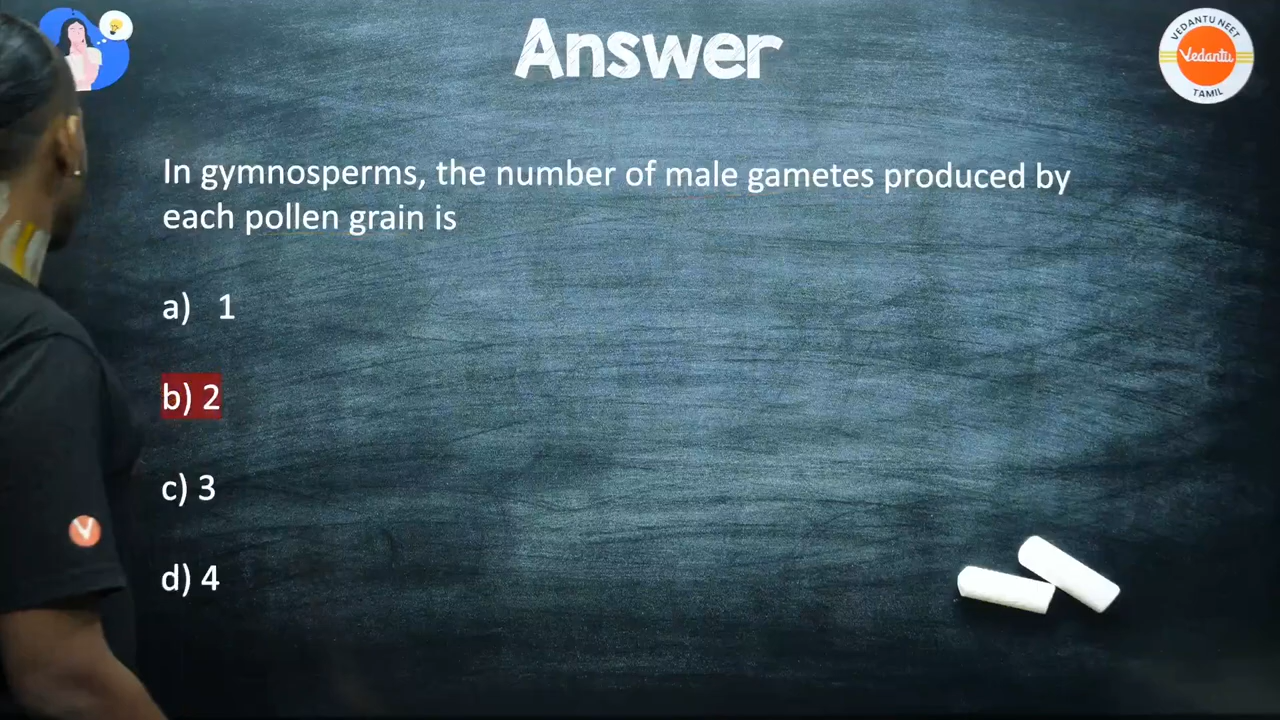 Answer
VEDANTU NEET
Vedantu
TAMIL
In gymnosperms, the number of male gametes produced by
each pollen grain is
a) 1
b) 2
c) 3
d) 4
V